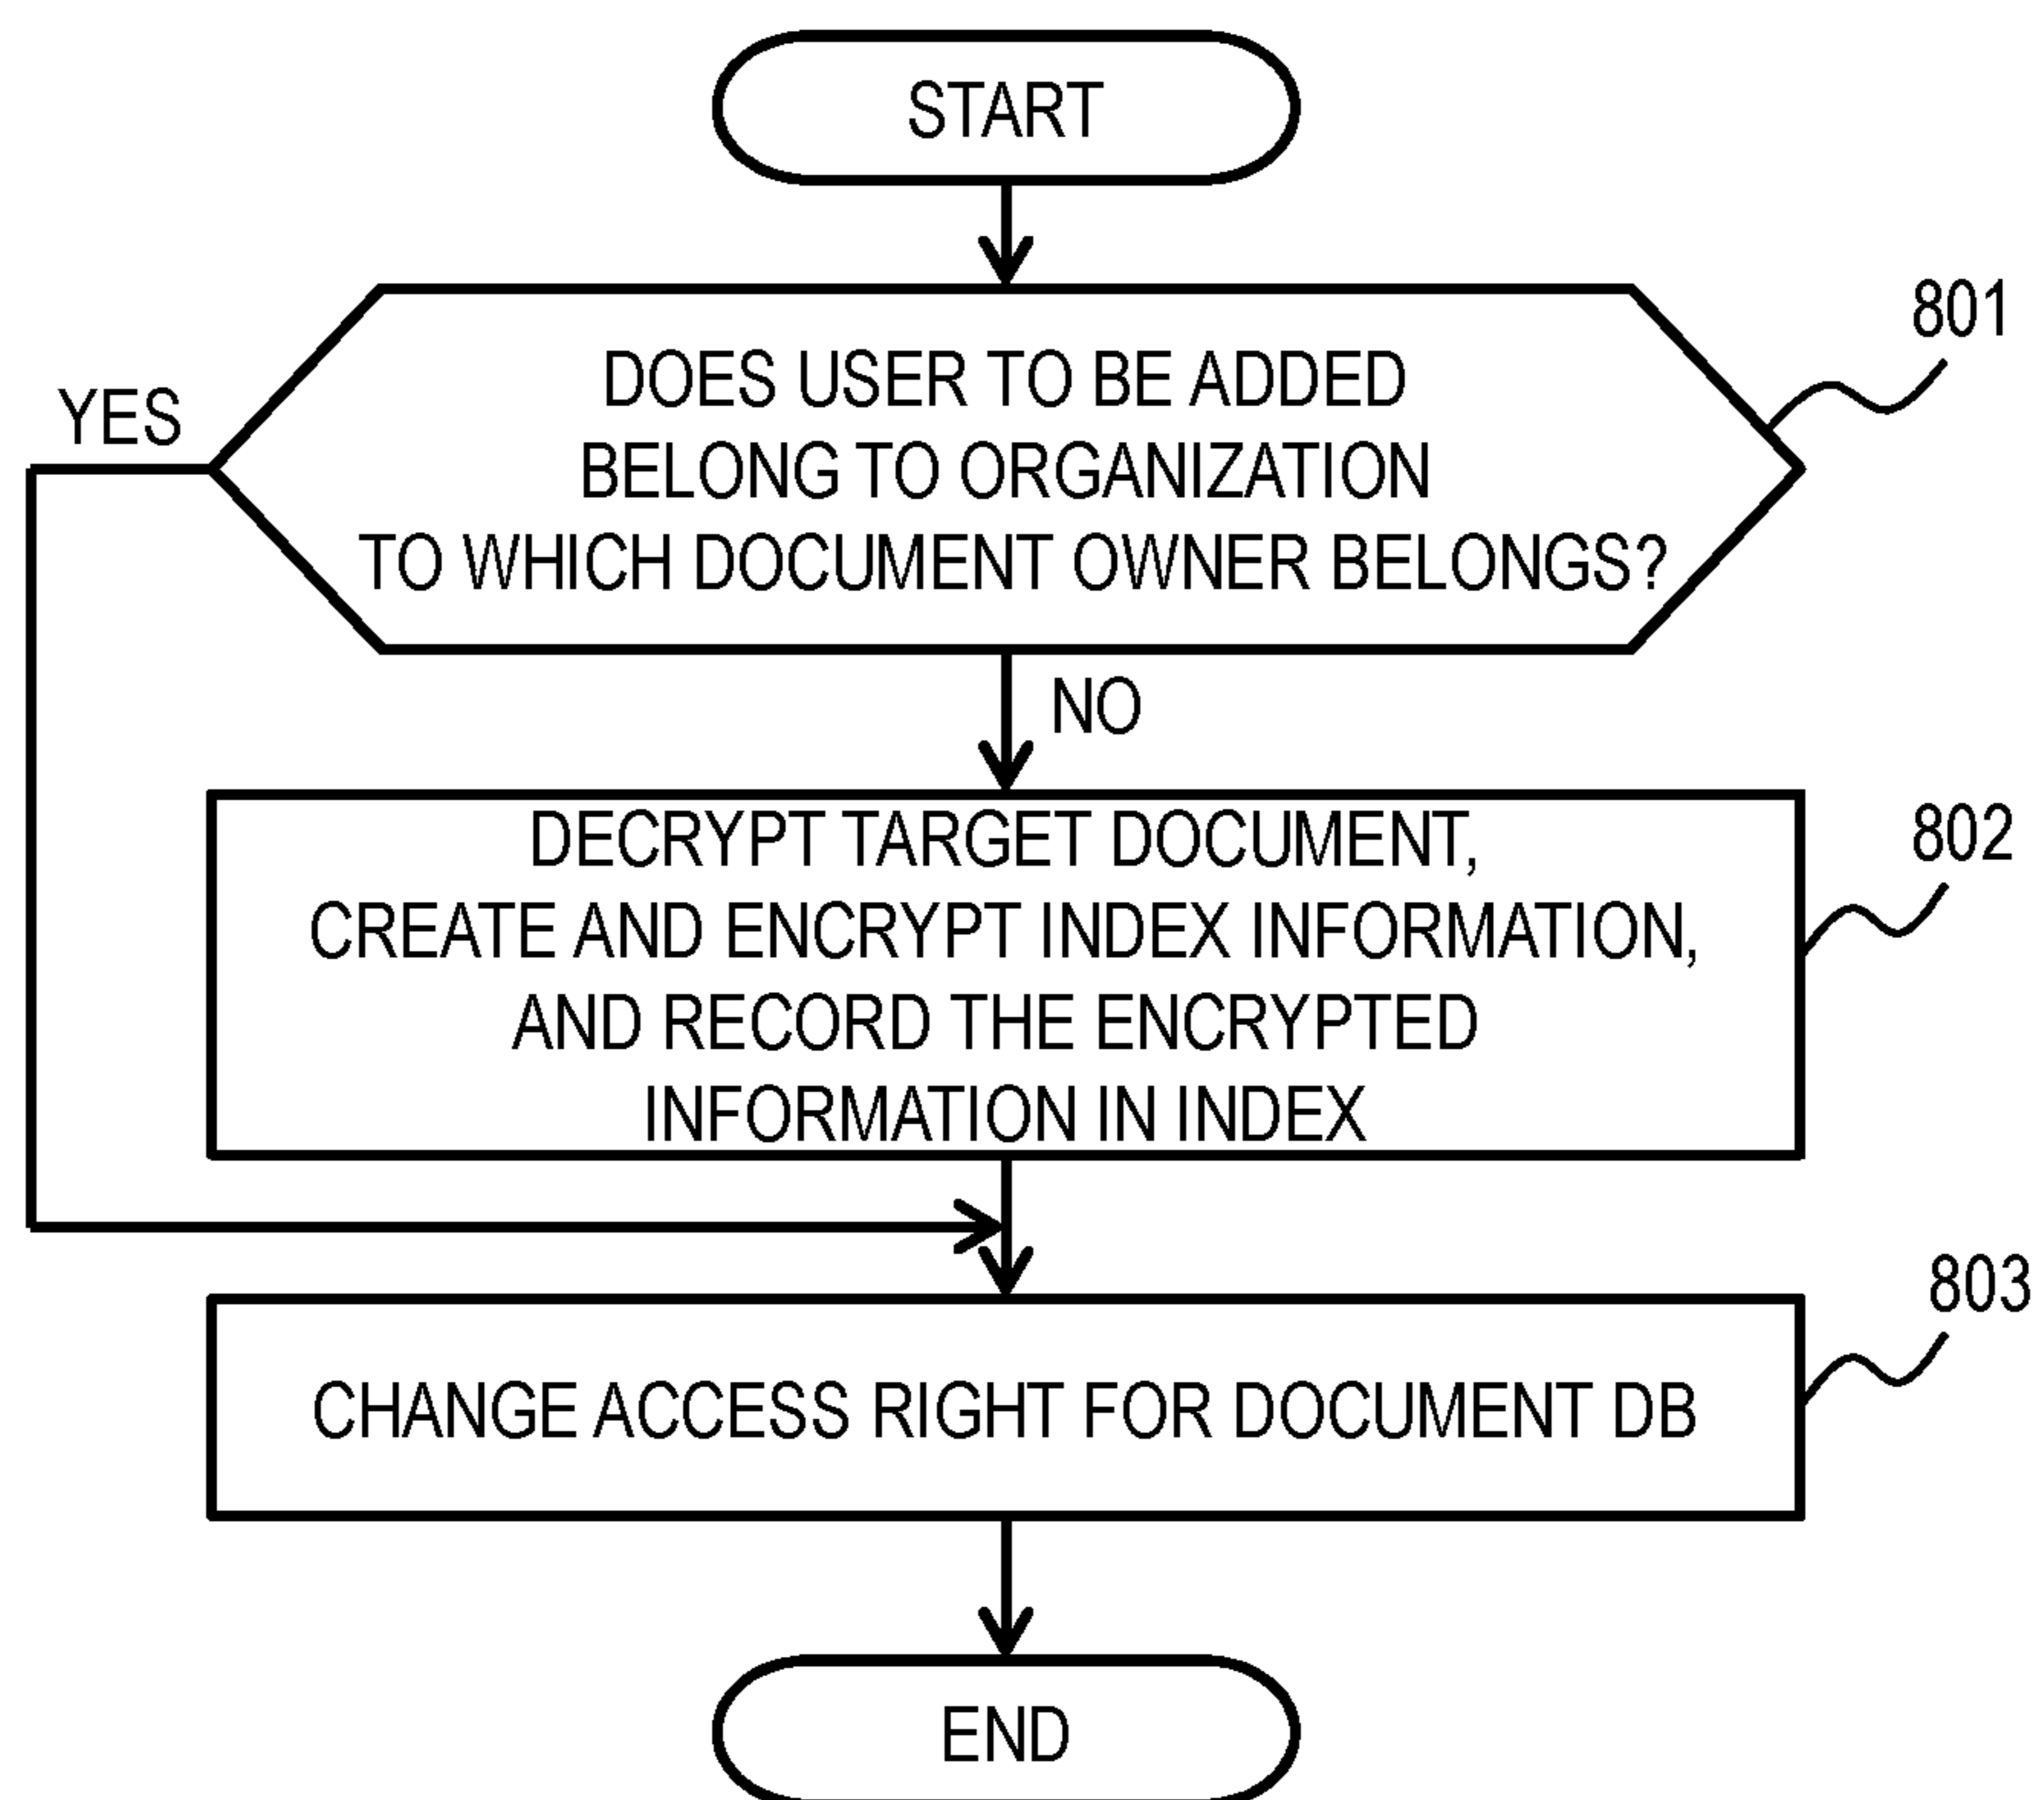 START
801
DOES USER TO BE ADDED
BELONG TO ORGANIZATION
TO WHICH DOCUMENT OWNER BELONGS?
YES
NO
802
DECRYPT TARGET DOCUMENT,
CREATE AND ENCRYPT INDEX INFORMATION,
AND RECORD THE ENCRYPTED
INFORMATION IN INDEX
803
CHANGE ACCESS RIGHT FOR DOCUMENT DB
END